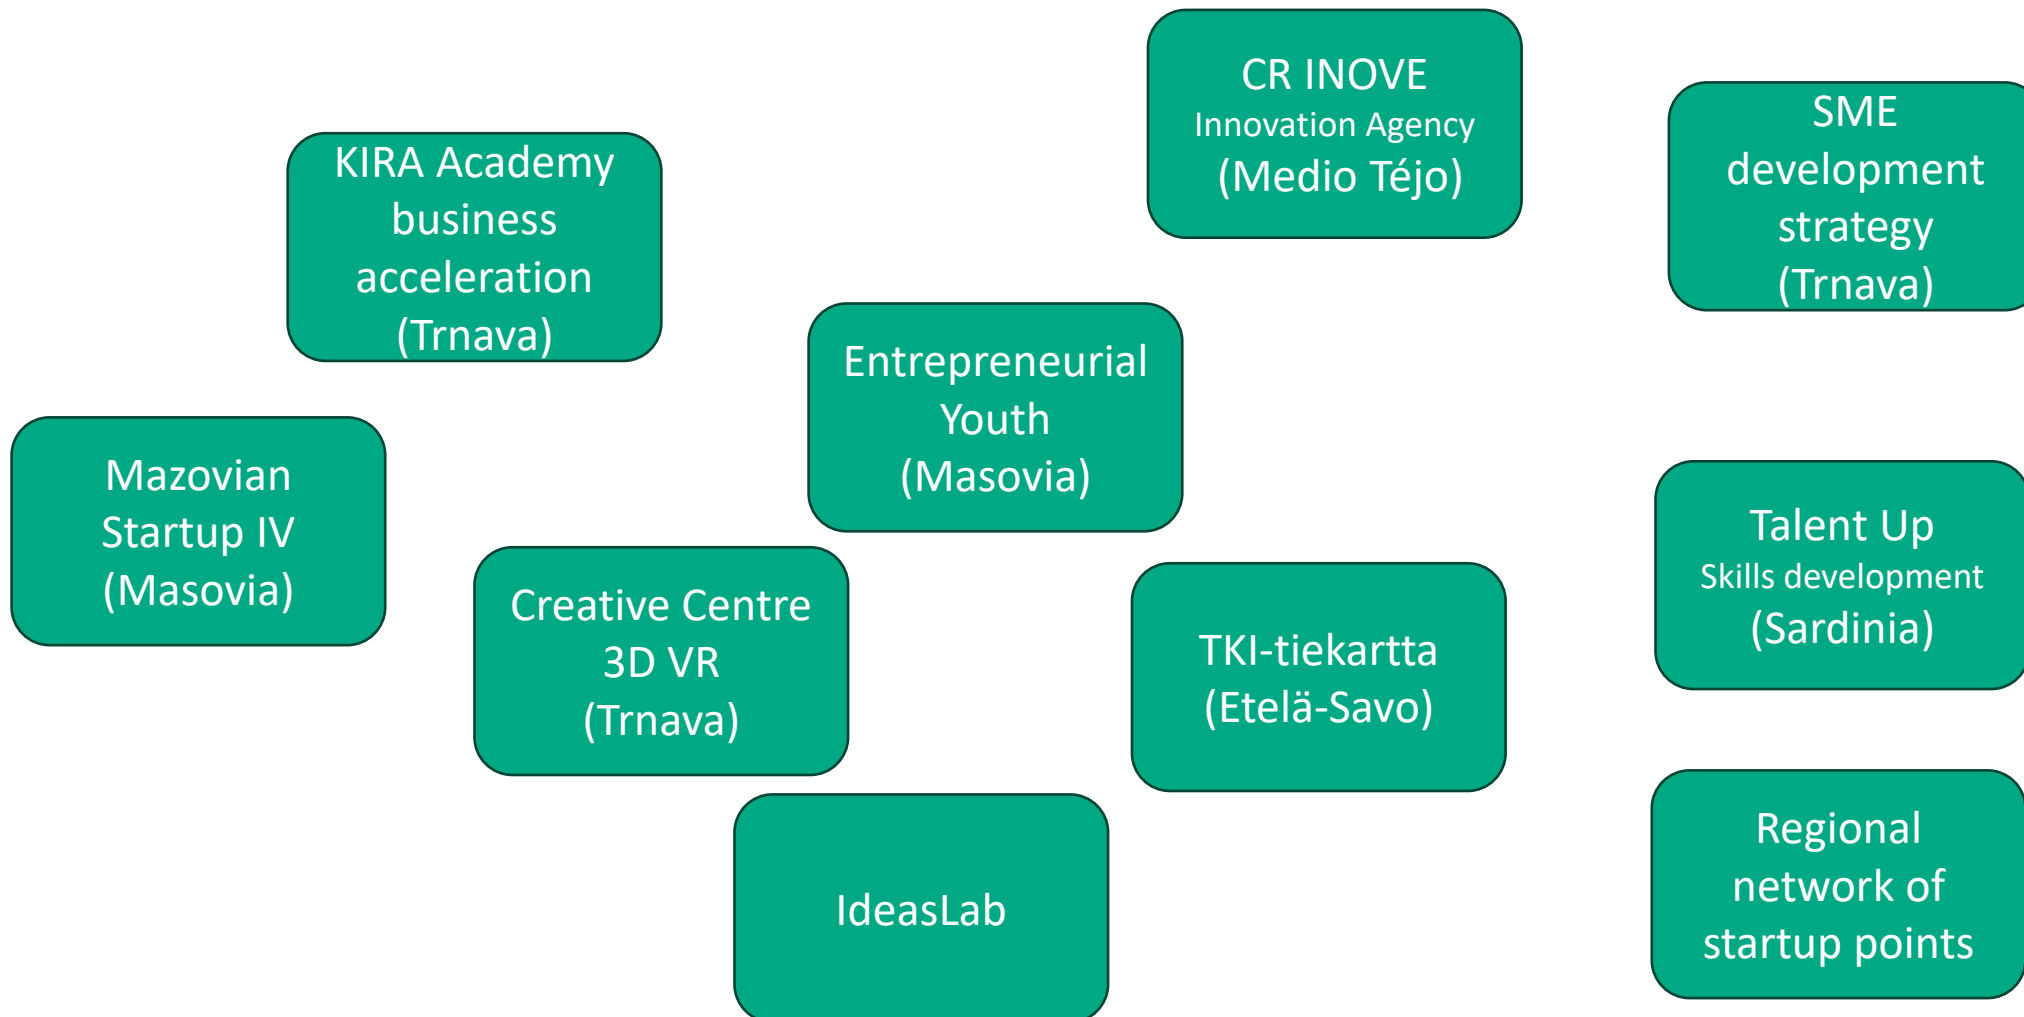 CR INOVE
Innovation Agency
(Medio Téjo)
SME
development
strategy
(Trnava)
KIRA Academy
business
acceleration
(Trnava)
Entrepreneurial
Youth
(Masovia)
Mazovian
Startup IV
(Masovia)
Talent Up
Skills development
(Sardinia)
Creative Centre
3D VR
(Trnava)
TKI-tiekartta
(Etelä-Savo)
IdeasLab
Regional
network of
startup points